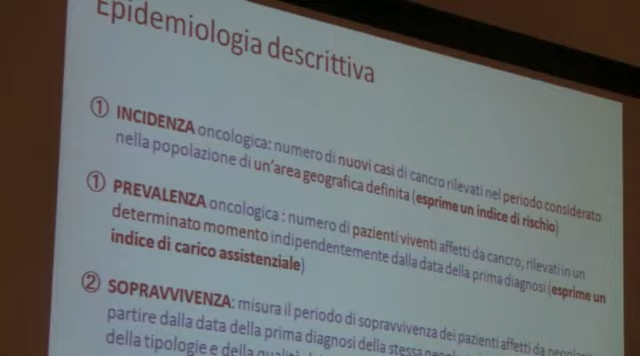 Epidemiologia descrittiva
① INCIDENZA oncologica: numero di nuovi casi di cancro rilevati nel periodo considerato
nella popolazione di un'area geografica definita (esprime un indice di rischio)
① PREVALENZA oncologica : numero di pazienti viventi affetti da cancro, rilevati in un
determinato momento indipendentemente dalla data della prima diagnosi (esprime un
indice di carico assistenziale)
② SOPRAVVIVENZA: misura il periodo di sopravvivenza dei pazienti affetti da
partire dalla data della prima diagnosi della stessa
della tipologie e della